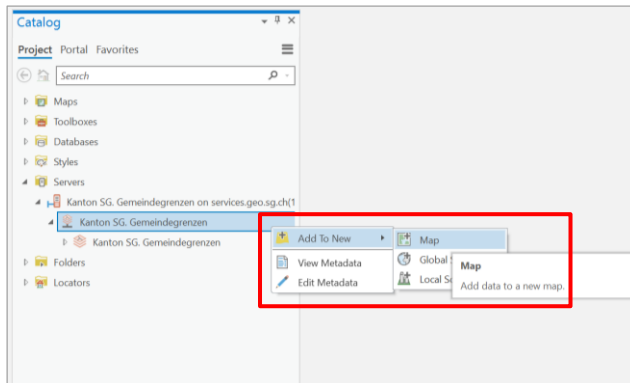 Catalog
Project Portal Favorites
Search
Maps
Toolboxes
Databases
Styles
Servers
Kanton SG. Gemeindegrenzen on services.geo.sg.ch(1
Kanton SG. Gemeindegrenzen
Kanton SG. Gemeindegrenzen
Folders
Locators
Add To New
View Metadata
Edit Metadata
Map
Global S
Local Sc
Map
Add data to a new map.